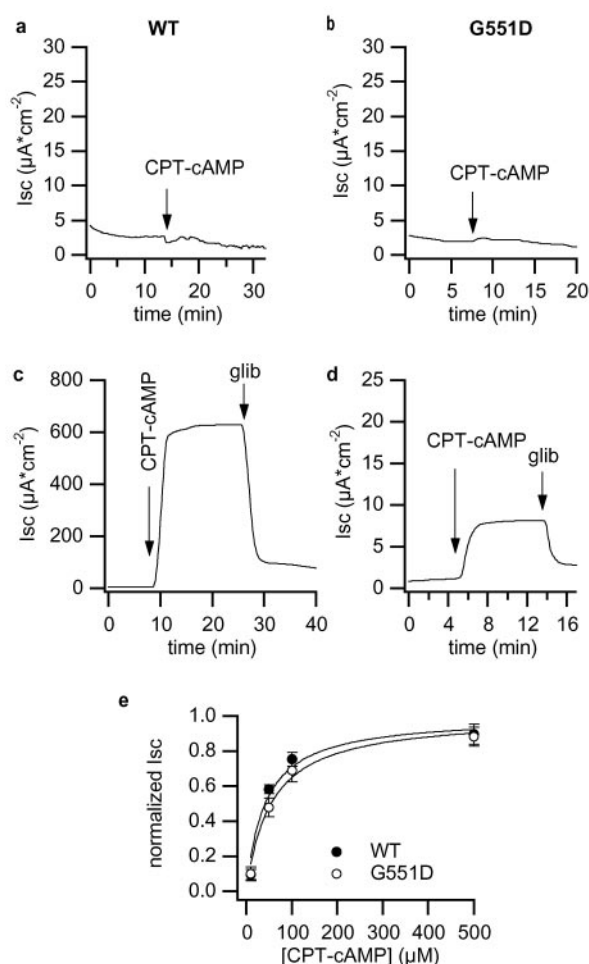 a WT
b G551D
Isc (µA*cm-2)
30
25
20
15
10
5
0
CPT-cAMP
0 10 20 30
time (min)
Isc (µA*cm-2)
30
25
20
15
10
5
0
CPT-cAMP
0 5 10 15 20
time (min)
c
Isc (µA*cm-2)
800
600
400
200
0
CPT-cAMP
glib
0 10 20 30 40
time (min)
d
Isc (µA*cm-2)
25
20
15
10
5
0
CPT-cAMP
glib
0 4 8 12 16
time (min)
e
normalized Isc
1.0
0.8
0.6
0.4
0.2
0.0
WT
G551D
0 100 200 300 400 500
[CPT-cAMP] (µM)